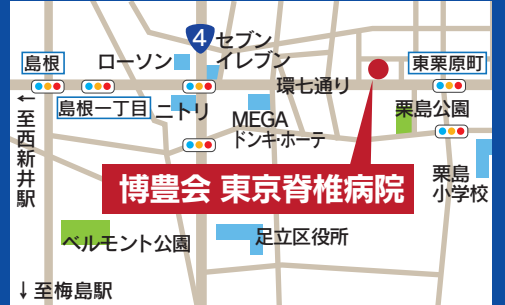 4
セブン
イレブン
島根
ローソン
東栗原町
環七通り
島根一丁目
ニトリ
MEGA
ドンキ・ホーテ
栗島公園
←至西新井駅
博豊会 東京脊椎病院
栗島
小学校
ベルモント公園
足立区役所
↓至梅島駅